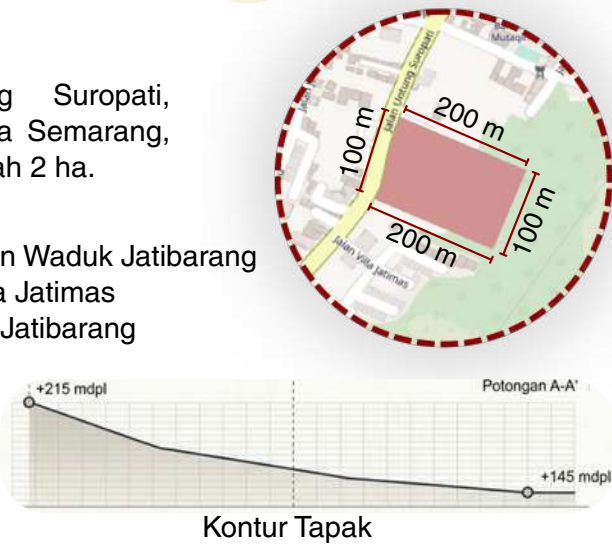 g Suropati,
a Semarang,
ah 2 ha.
n Waduk Jatibarang
a Jatimas
Jatibarang
Mutaqi
Jalan Untung Suropati
200 m
100 m
100 m
200 m
Jalan Villa Jatimas
+215 mdpl
Potongan A-A'
+145 mdpl
Kontur Tapak